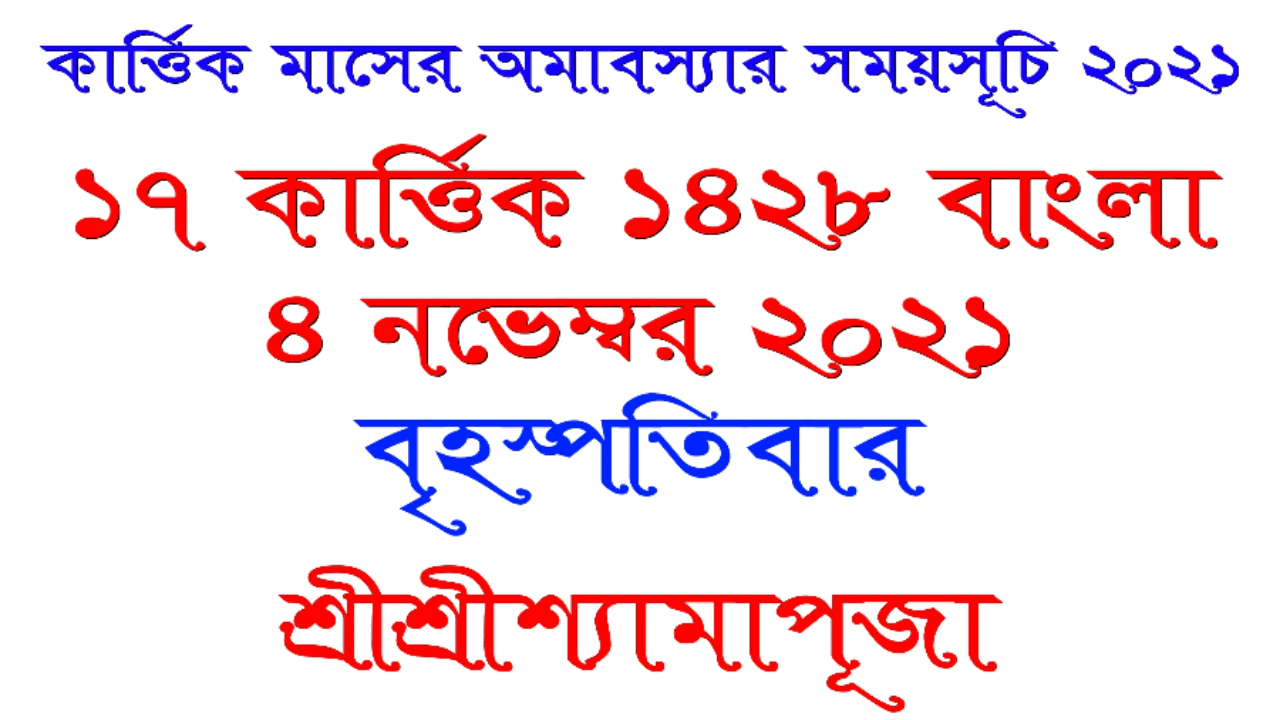 কার্ত্তিক মাসের অমাবস্যার সময়সূচি ২০২১
১৭ কার্ত্তিক ১৪২৮ বাংলা
৪ নভেম্বর ২০২১
বৃহস্পতিবার
শ্রীশ্রীশ্যামাপূজা